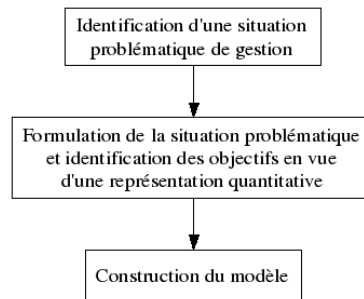 Identification d'une situation
problématique de gestion
Formulation de la situation problématique
et identification des objectifs en vue
d'une représentation quantitative
Construction du modèle